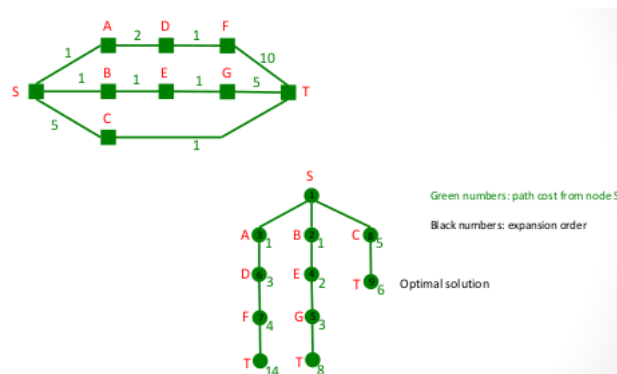 A D F
1 2 1 10
B E G
S 1 1 1 5 T
C
5 1
S
1
Green numbers: path cost from node S
Black numbers: expansion order
A 3 1 B 2 1 C 8 5
D 6 3 E 4 2 T 9 6 Optimal solution
F 7 4 G 5 3
T 14 T 8